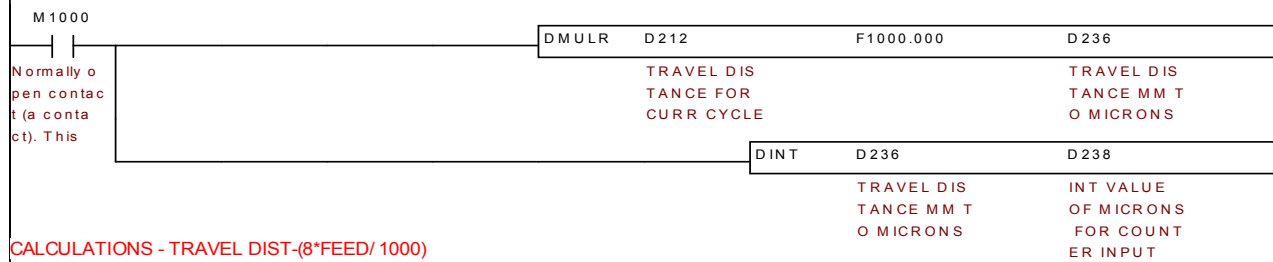 M1000
DMULR D212 F1000.000 D236
Normally o
pen contac
t (a conta
ct). This
TRAVEL DIS
TANCE FOR
CURR CYCLE
TRAVEL DIS
TANCE MM T
O MICRONS
DINT D236 D238
TRAVEL DIS
TANCE MM T
O MICRONS
INT VALUE
OF MICRONS
FOR COUNT
ER INPUT
CALCULATIONS - TRAVEL DIST-(8*FEED/1000)